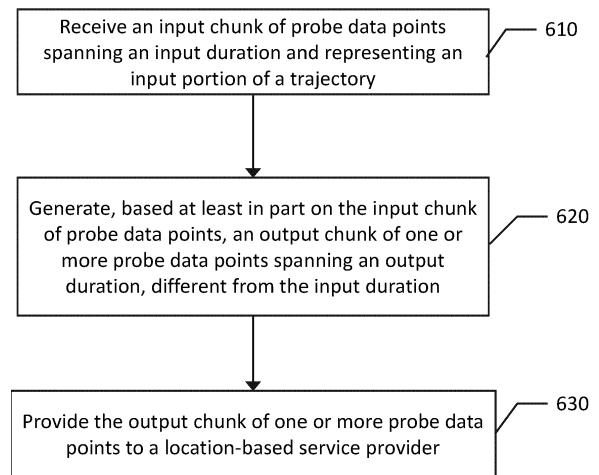 Receive an input chunk of probe data points
spanning an input duration and representing an
input portion of a trajectory
610
Generate, based at least in part on the input chunk
of probe data points, an output chunk of one or
more probe data points spanning an output
duration, different from the input duration
620
Provide the output chunk of one or more probe data
points to a location-based service provider
630